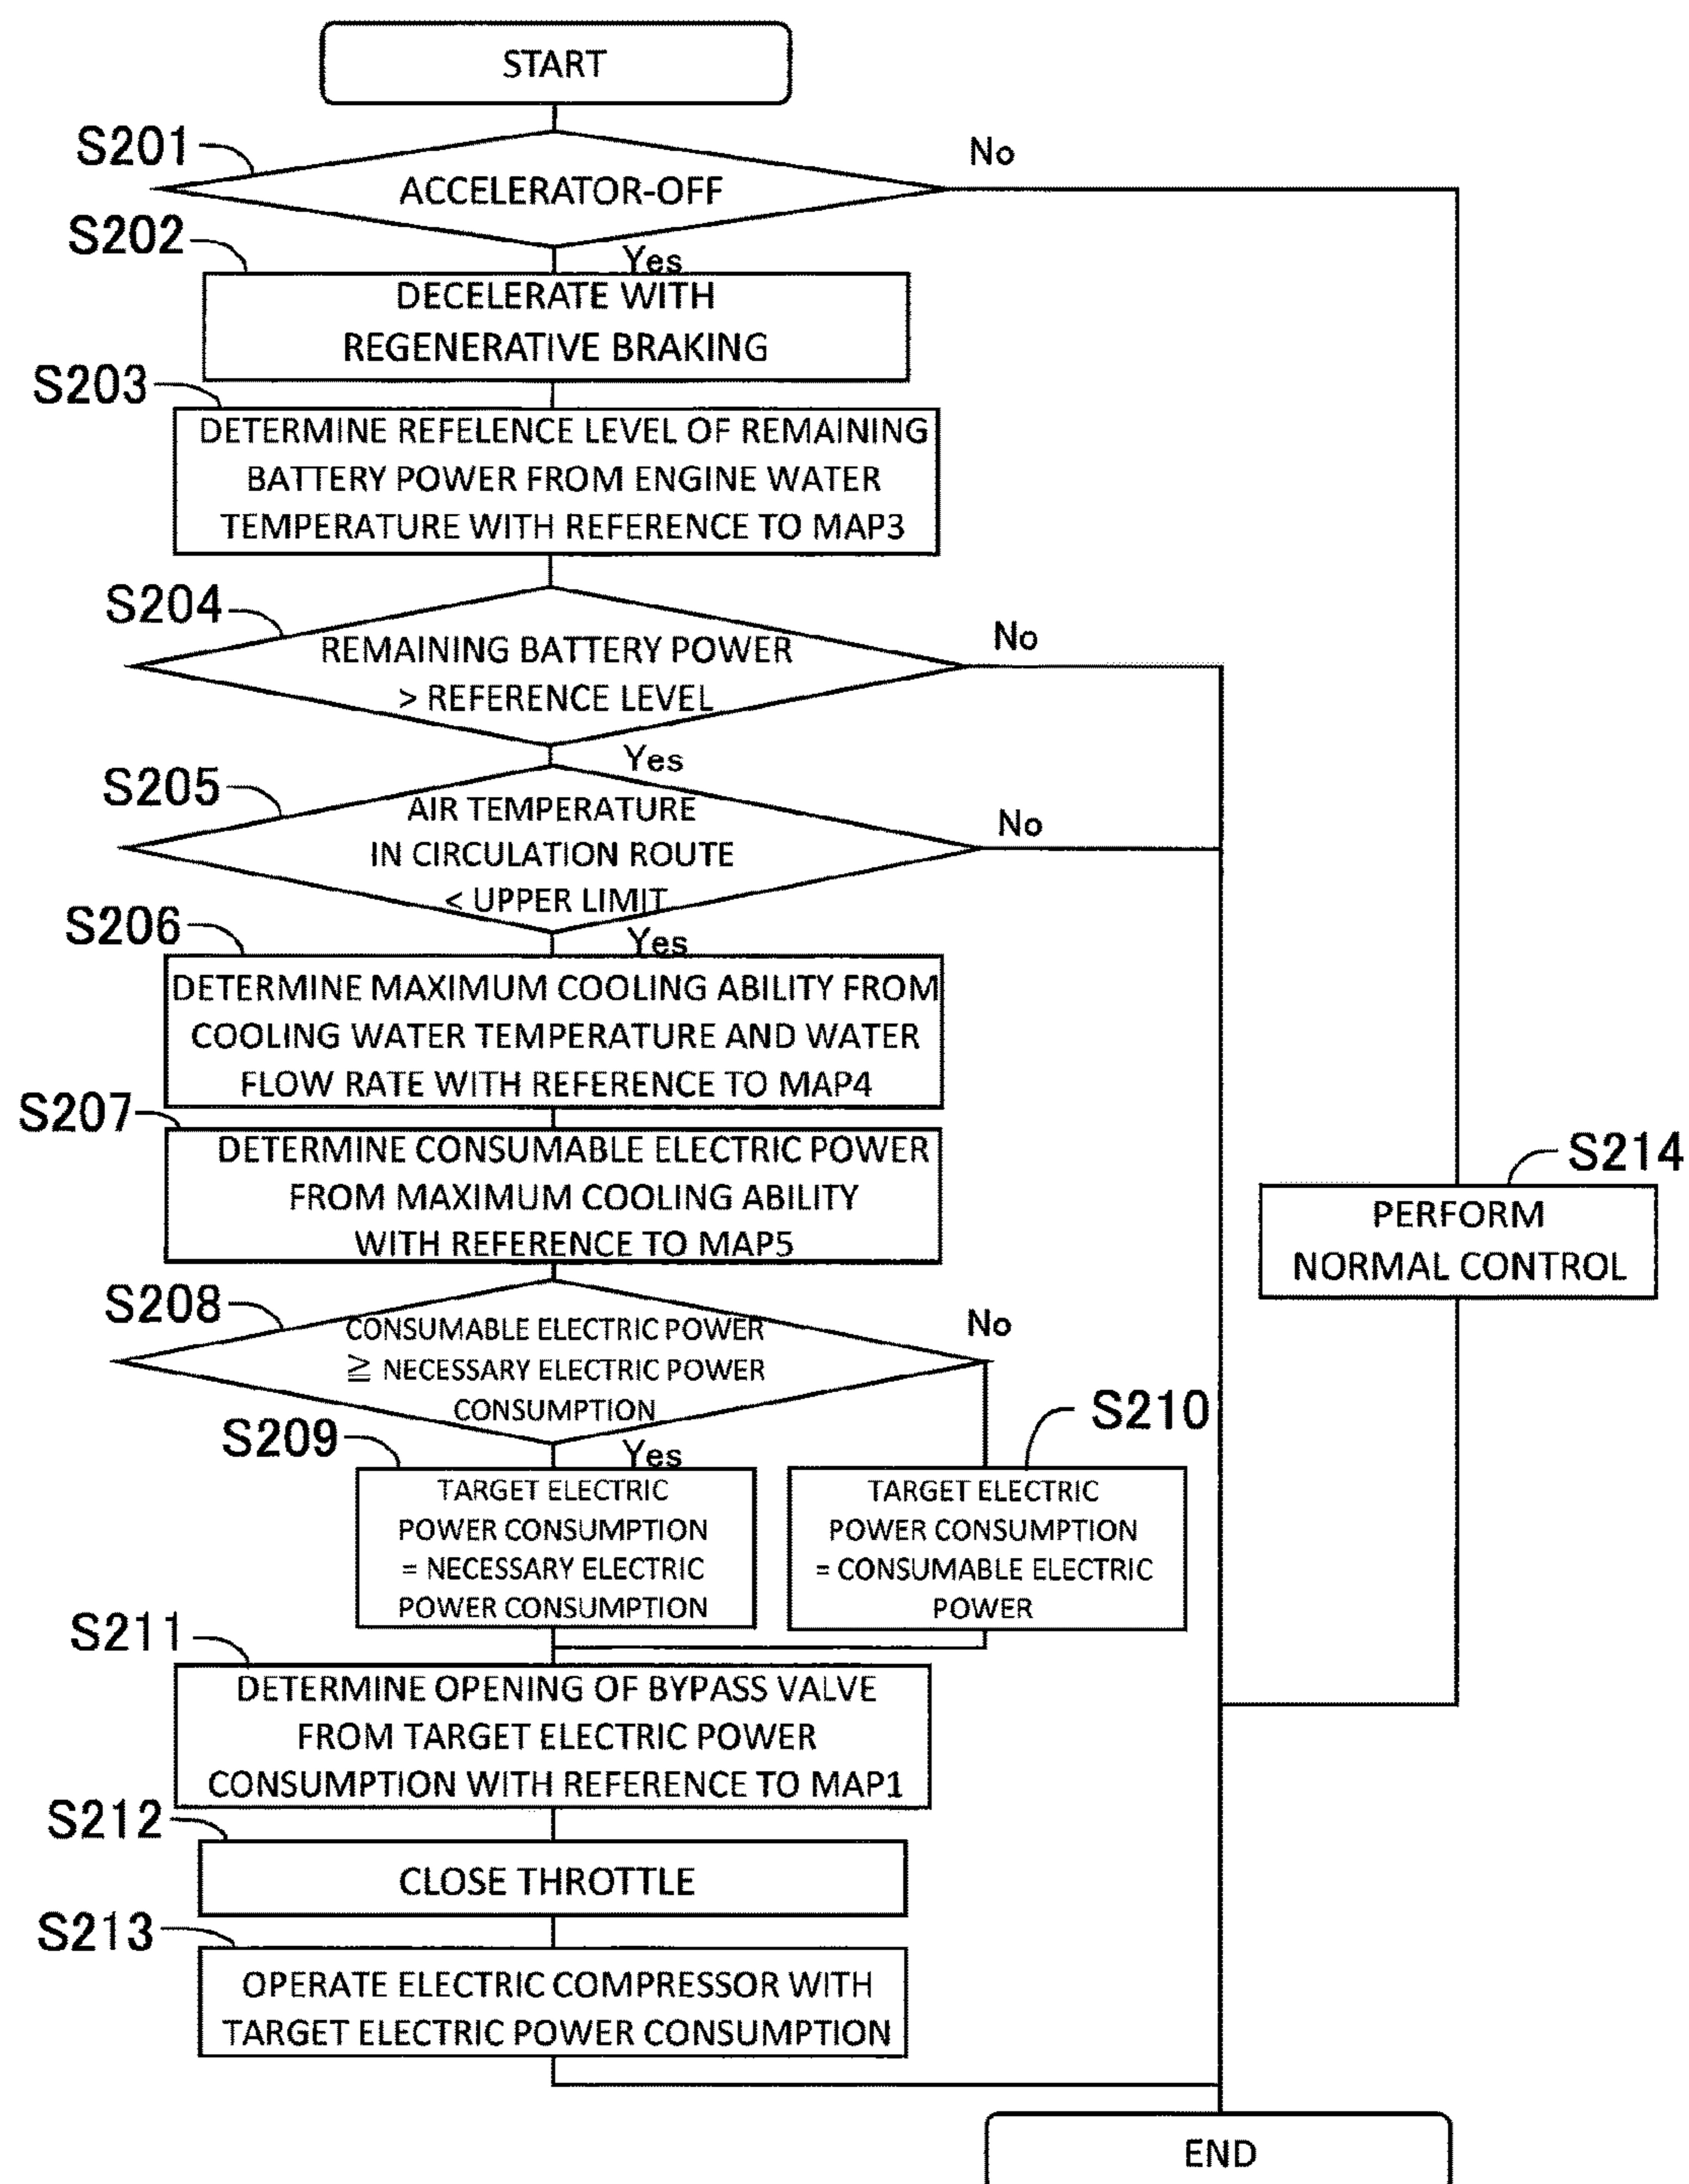 START
S201
No
ACCELERATOR-OFF
S202
Yes
DECELERATE WITH
REGENERATIVE BRAKING
S203
DETERMINE REFELENCE LEVEL OF REMAINING
BATTERY POWER FROM ENGINE WATER
TEMPERATURE WITH REFERENCE TO MAP3
S204
No
REMAINING BATTERY POWER
> REFERENCE LEVEL
Yes
S205
No
AIR TEMPERATURE
IN CIRCULATION ROUTE
< UPPER LIMIT
S206
Yes
DETERMINE MAXIMUM COOLING ABILITY FROM
COOLING WATER TEMPERATURE AND WATER
FLOW RATE WITH REFERENCE TO MAP4
S207
DETERMINE CONSUMABLE ELECTRIC POWER
FROM MAXIMUM COOLING ABILITY
WITH REFERENCE TO MAP5
S214
PERFORM
NORMAL CONTROL
S208
No
CONSUMABLE ELECTRIC POWER
≧ NECESSARY ELECTRIC POWER
CONSUMPTION
S209
Yes
TARGET ELECTRIC
POWER CONSUMPTION
= NECESSARY ELECTRIC
POWER CONSUMPTION
S210
TARGET ELECTRIC
POWER CONSUMPTION
= CONSUMABLE ELECTRIC
POWER
S211
DETERMINE OPENING OF BYPASS VALVE
FROM TARGET ELECTRIC POWER
CONSUMPTION WITH REFERENCE TO MAP1
S212
CLOSE THROTTLE
S213
OPERATE ELECTRIC COMPRESSOR WITH
TARGET ELECTRIC POWER CONSUMPTION
END